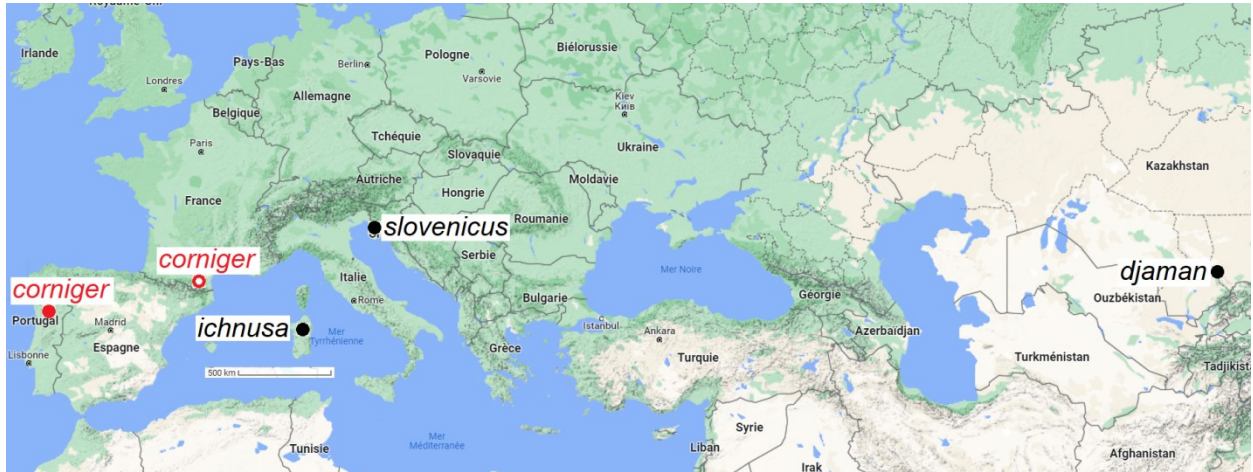 Irlande
Londres
Pays-Bas
Berlin
Pologne
Varsovie
Biélorussie
Belgique
Allemagne
Kiev
Київ
Paris
Tchéquie
Ukraine
Kazakhstan
Slovaquie
Autriche
Moldavie
Hongrie
France
Roumanie
slovenicus
Serbie
corniger
Italie
Mer Noire
djaman
corniger
Rome
Bulgarie
Géorgie
Ouzbékistan
Portugal
Madrid
ichnusa
Mer
Tyrrhénienne
Istanbul
Ankara
Azerbaïdjan
Lisbonne
Espagne
Grèce
Turquie
Turkménistan
Tadjikista
500 km
Tunisie
Mer
Méditerranée
Syrie
Liban
Irak
Iran
Afghanistan